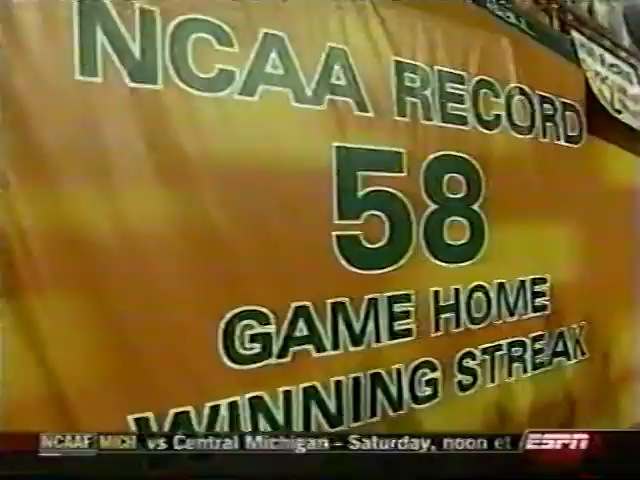 NCAA RECORD
58
GAME HOME
WINNING STREAK
NCAAF MICH vs Central Michigan - Saturday, noon et ESPN